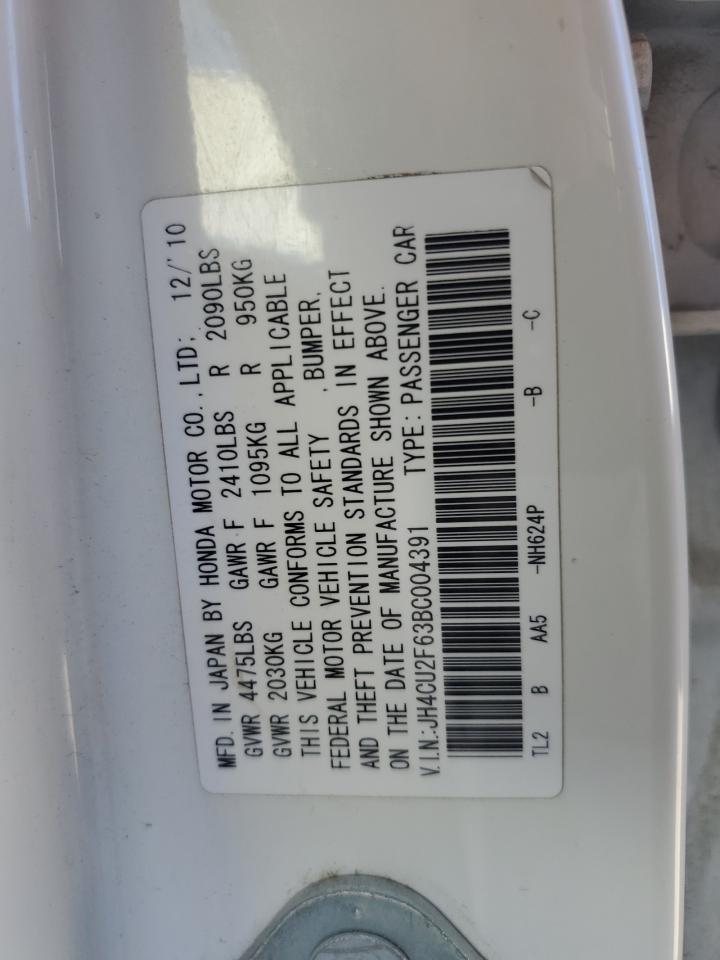 MFD. IN JAPAN BY HONDA MOTOR CO., LTD; 12/'10
GVWR 4475LBS GAWR F 2410LBS R 2090LBS
GVWR 2030KG GAWR F 1095KG R 950KG
THIS VEHICLE CONFORMS TO ALL APPLICABLE
FEDERAL MOTOR VEHICLE SAFETY , BUMPER,
AND THEFT PREVENTION STANDARDS IN EFFECT
ON THE DATE OF MANUFACTURE SHOWN ABOVE.
V.I.N.:JH4CU2F63BC004391 TYPE: PASSENGER CAR
TL2 B AA5 -NH624P -B -C